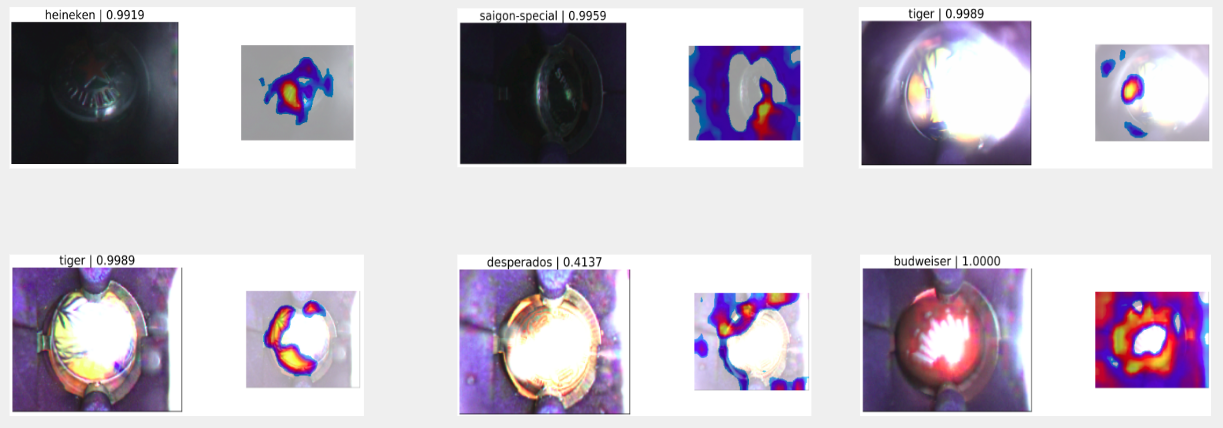 heineken | 0.9919
saigon-special | 0.9959
tiger | 0.9989
tiger | 0.9989
desperados | 0.4137
budweiser | 1.0000